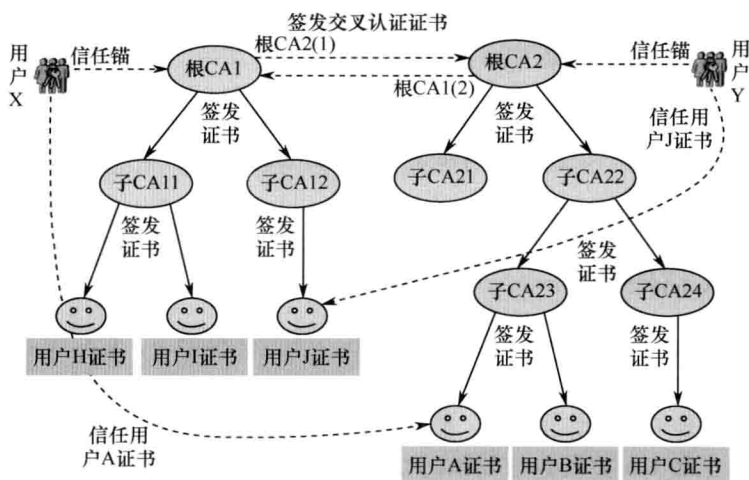 签发交叉认证证书
用户X
信任锚
根CA1
根CA2(1)
根CA1(2)
根CA2
信任锚
用户Y
签发
证书
签发
证书
信任用
户J证书
子CA11
子CA12
子CA21
子CA22
签发
证书
签发
证书
签发
证书
子CA23
子CA24
用户H证书
用户I证书
用户J证书
签发
证书
签发
证书
信任用
户A证书
用户A证书
用户B证书
用户C证书